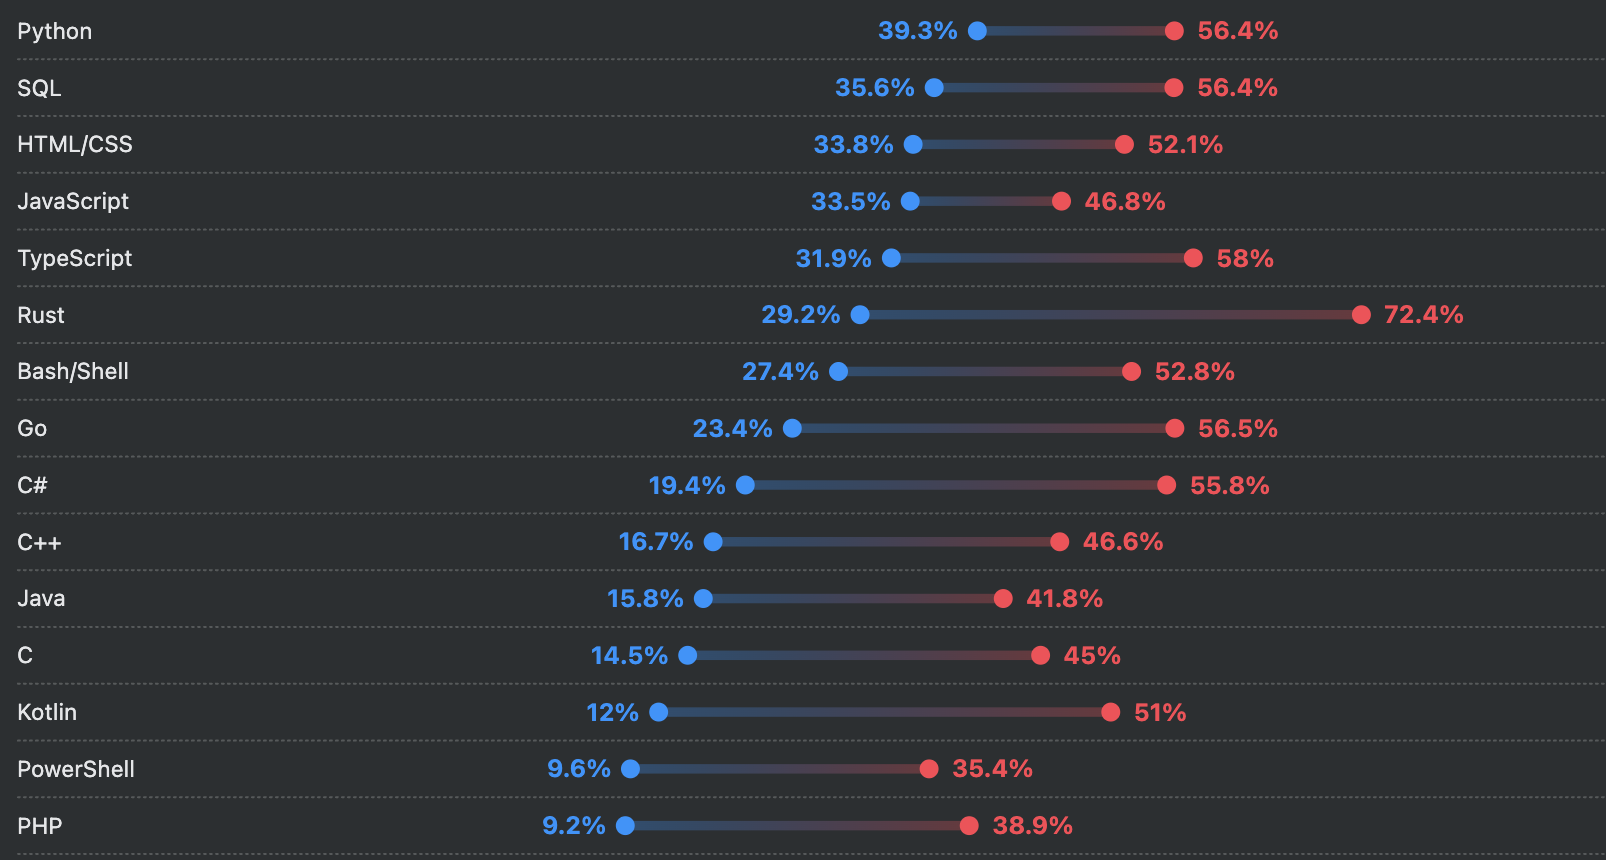 Python 39.3% 56.4%
SQL 35.6% 56.4%
HTML/CSS 33.8% 52.1%
JavaScript 33.5% 46.8%
TypeScript 31.9% 58%
Rust 29.2% 72.4%
Bash/Shell 27.4% 52.8%
Go 23.4% 56.5%
C# 19.4% 55.8%
C++ 16.7% 46.6%
Java 15.8% 41.8%
C 14.5% 45%
Kotlin 12% 51%
PowerShell 9.6% 35.4%
PHP 9.2% 38.9%